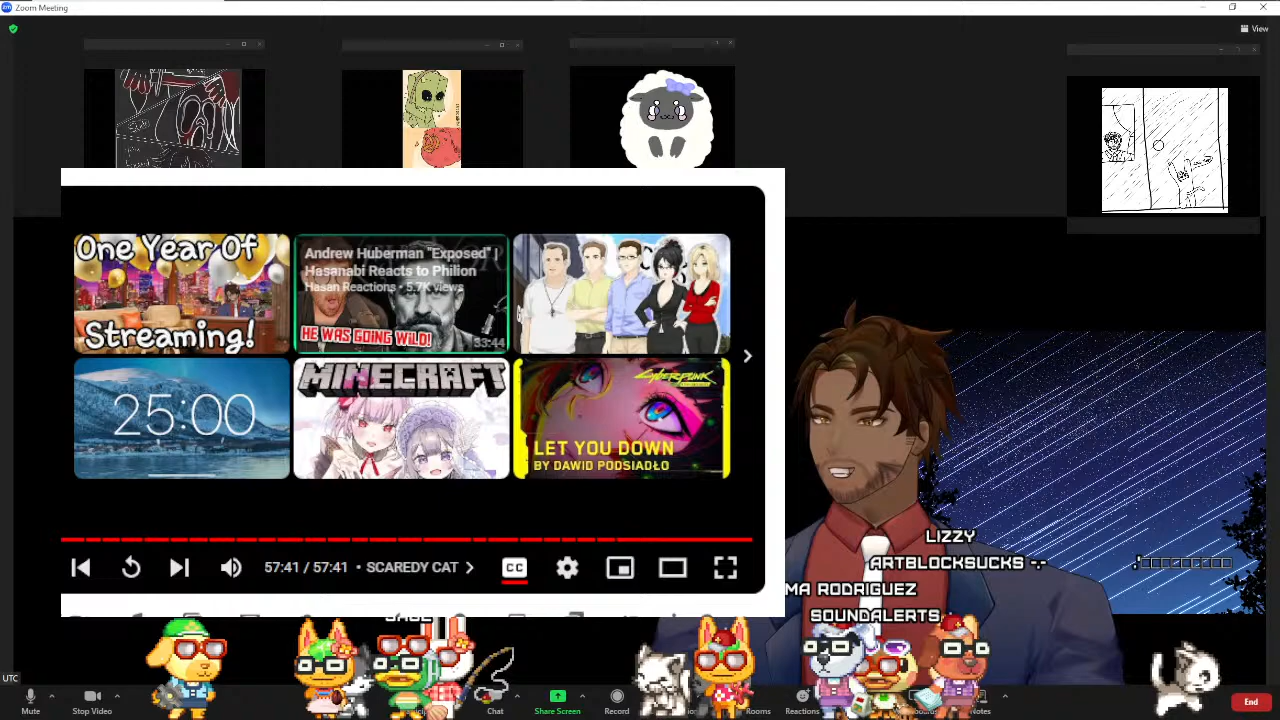 Zoom Meeting
View
One Year Of
Streaming!
Andrew Huberman "Exposed" |
Hasanabi Reacts to Philion
Hasan Reactions • 5.7K views
HE WAS GOING WILD!
33:44
25:00
MINECRAFT
CYBERPUNK
LET YOU DOWN
BY DAWID PODSIADŁO
57:41 / 57:41 • SCAREDY CAT
CC
LIZZY
ARTBLOCKSUCKS -.-
MA RODRIGUEZ
SOUNDALERTS
UTC
Mute
Stop Video
Chat
Share Screen
Record
Rooms
Reactions
Notes
End